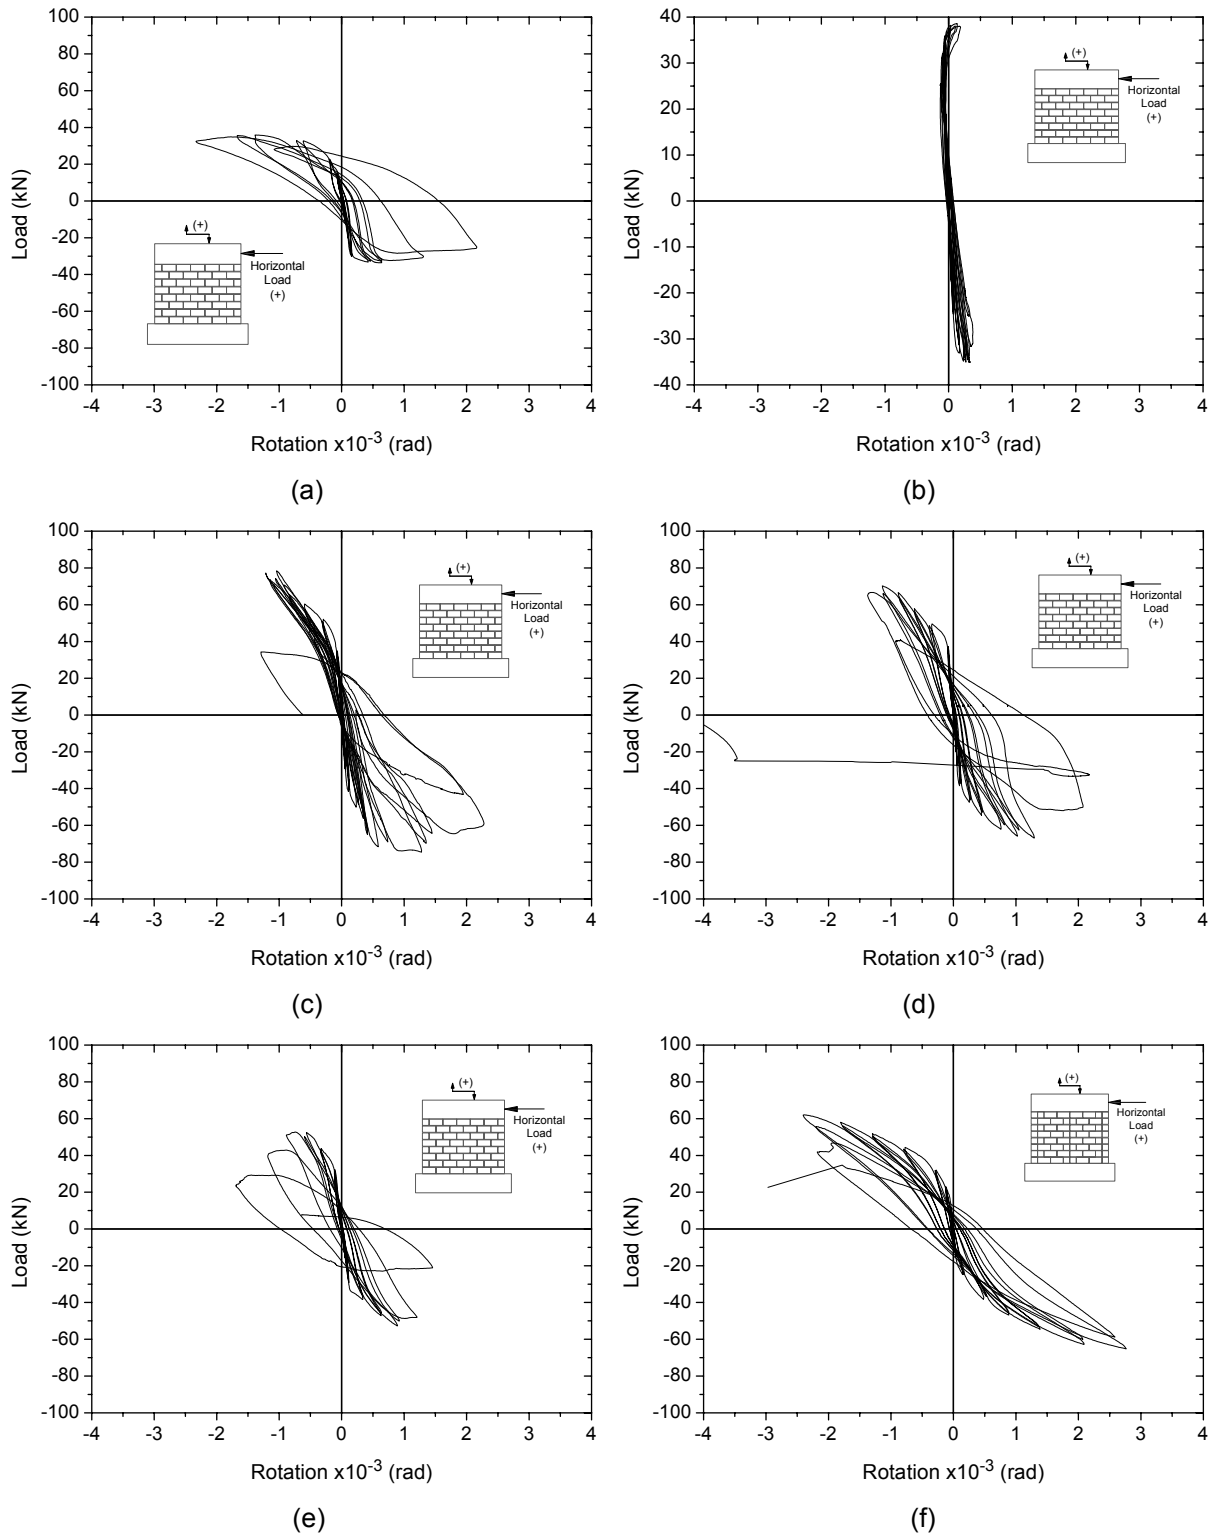 100
80
60
40
20
0
-20
-40
-60
-80
-100
Load (kN)
(+)
Horizontal
Load
(+)
-4 -3 -2 -1 0 1 2 3 4
Rotation x10-3 (rad)
(a)
40
30
20
10
0
-10
-20
-30
-40
Load (kN)
(+)
Horizontal
Load
(+)
-4 -3 -2 -1 0 1 2 3 4
Rotation x10-3 (rad)
(b)
100
80
60
40
20
0
-20
-40
-60
-80
-100
Load (kN)
(+)
Horizontal
Load
(+)
-4 -3 -2 -1 0 1 2 3 4
Rotation x10-3 (rad)
(c)
100
80
60
40
20
0
-20
-40
-60
-80
-100
Load (kN)
(+)
Horizontal
Load
(+)
-4 -3 -2 -1 0 1 2 3 4
Rotation x10-3 (rad)
(d)
100
80
60
40
20
0
-20
-40
-60
-80
-100
Load (kN)
(+)
Horizontal
Load
(+)
-4 -3 -2 -1 0 1 2 3 4
Rotation x10-3 (rad)
(e)
100
80
60
40
20
0
-20
-40
-60
-80
-100
Load (kN)
(+)
Horizontal
Load
(+)
-4 -3 -2 -1 0 1 2 3 4
Rotation x10-3 (rad)
(f)